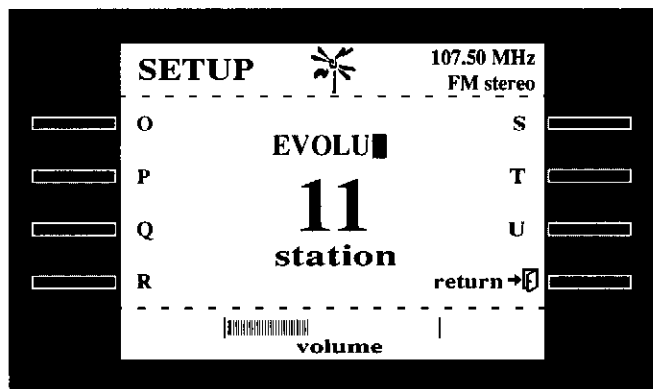 SETUP
107.50 MHz
FM stereo
O
S
EVOLU
P
T
11
Q
U
station
R
return
volume